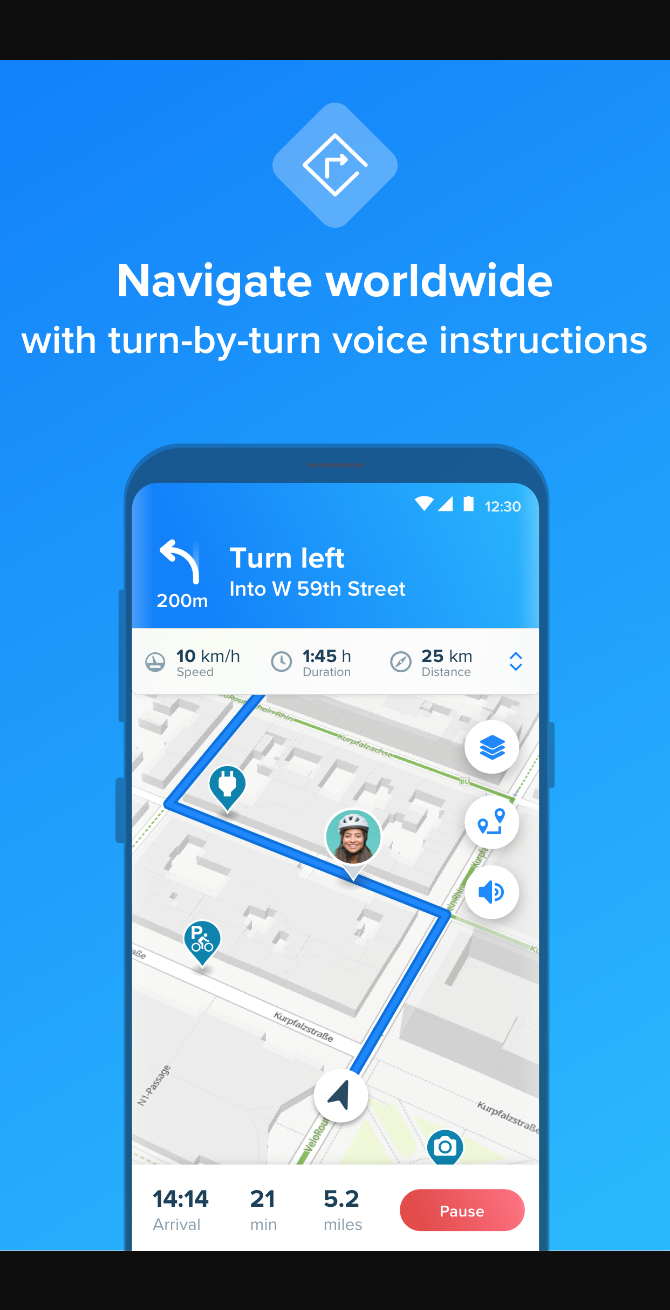 Navigate worldwide
with turn-by-turn voice instructions
12:30
Turn left
Into W 59th Street
200m
10 km/h
Speed
1:45 h
Duration
25 km
Distance
Kurpfalzachse
P
Kurpfalzstraße
N1-Passage
Kurpfalzstraße
14:14
Arrival
21
min
5.2
miles
Pause